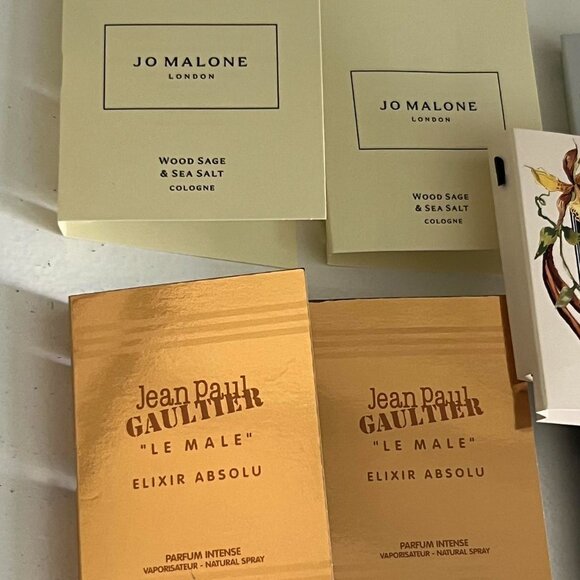 JO MALONE
LONDON
WOOD SAGE
& SEA SALT
COLOGNE
JO MALONE
LONDON
WOOD SAGE
& SEA SALT
COLOGNE
Jean Paul
GAULTIER
"LE MALE"
ELIXIR ABSOLU
PARFUM INTENSE
VAPORISATEUR - NATURAL SPRAY
Jean Paul
GAULTIER
"LE MALE"
ELIXIR ABSOLU
PARFUM INTENSE
VAPORISATEUR - NATURAL SPRAY